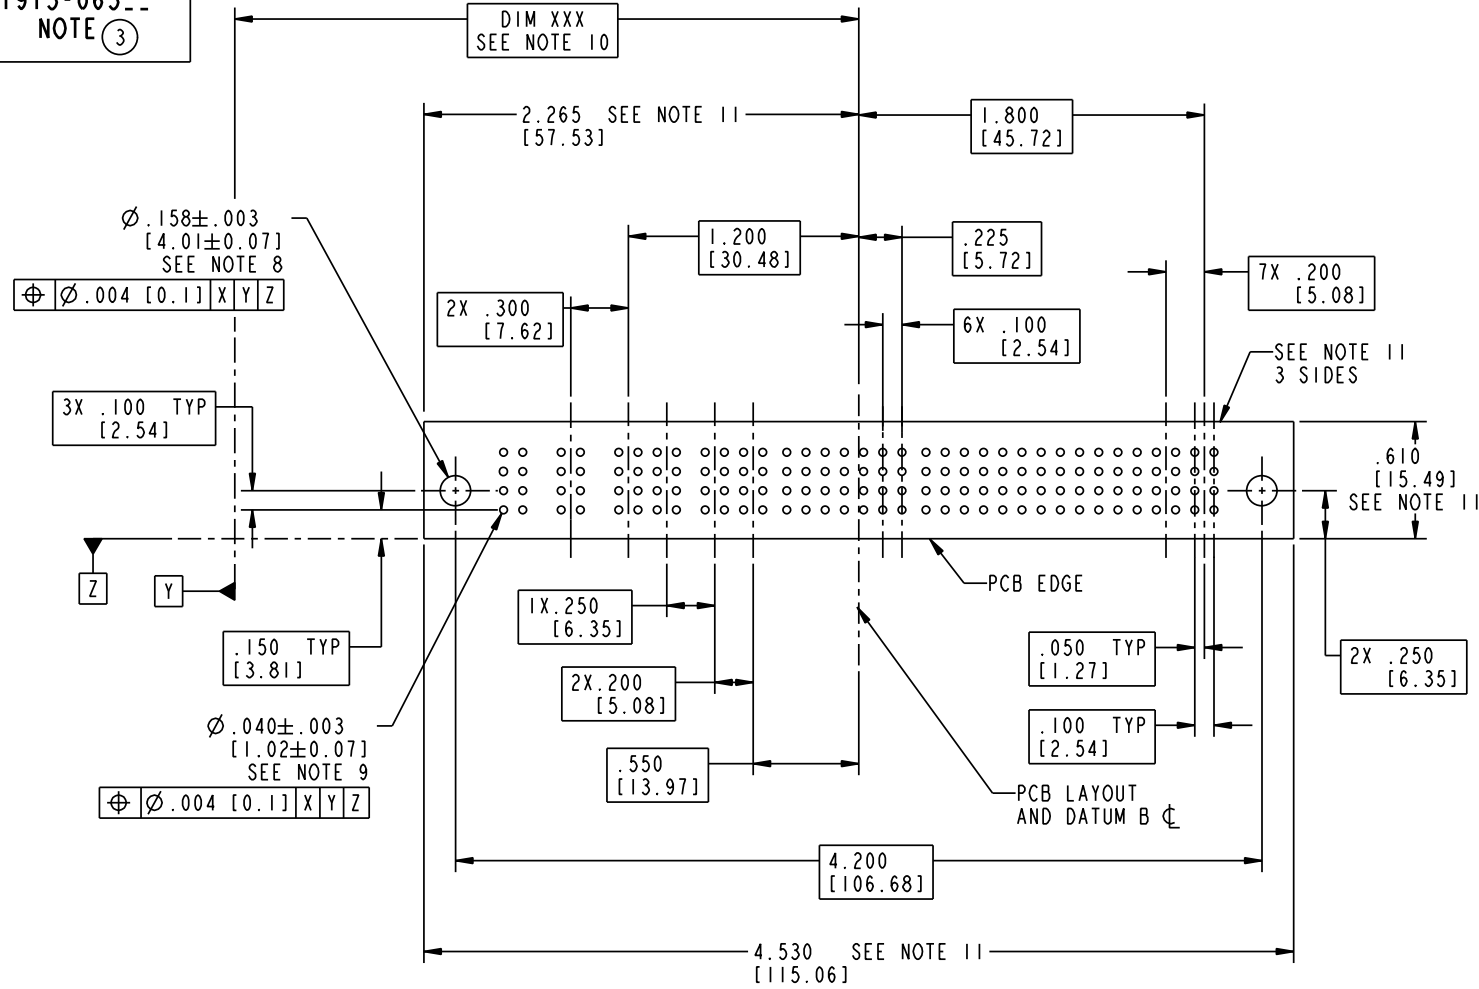 NOTE 3
DIM XXX
SEE NOTE 10
2.265 SEE NOTE 11
[57.53]
1.800
[45.72]
Ø.158±.003
[4.01±0.07]
SEE NOTE 8
⌖ Ø.004 [0.1] X Y Z
1.200
[30.48]
.225
[5.72]
7X .200
[5.08]
2X .300
[7.62]
6X .100
[2.54]
SEE NOTE 11
3 SIDES
3X .100 TYP
[2.54]
.610
[15.49]
SEE NOTE 11
Z
Y
PCB EDGE
1X.250
[6.35]
.150 TYP
[3.81]
.050 TYP
[1.27]
2X .250
[6.35]
2X.200
[5.08]
Ø.040±.003
[1.02±0.07]
SEE NOTE 9
⌖ Ø.004 [0.1] X Y Z
.100 TYP
[2.54]
.550
[13.97]
PCB LAYOUT
AND DATUM B ℄
4.200
[106.68]
4.530 SEE NOTE 11
[115.06]